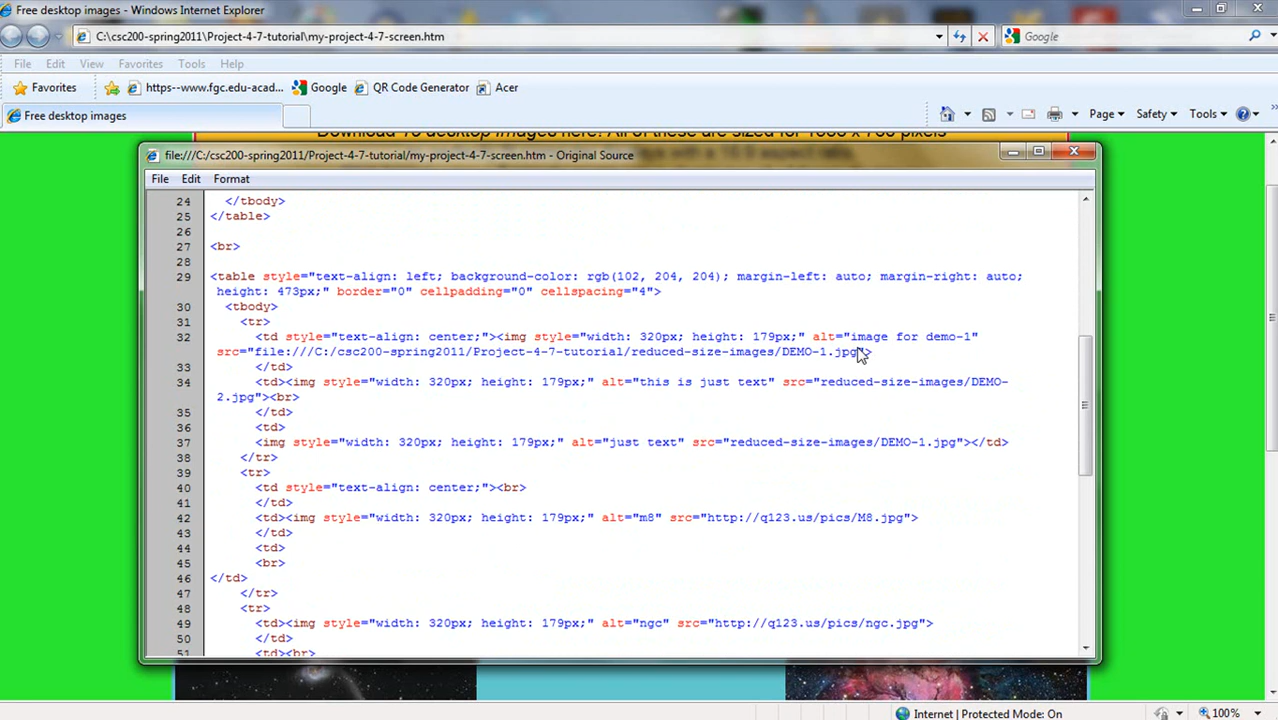 Free desktop images - Windows Internet Explorer
C:\csc200-spring2011\Project-4-7-tutorial\my-project-4-7-screen.htm
Google
File Edit View Favorites Tools Help
Favorites https--www.fgc.edu-acad... Google QR Code Generator Acer
Free desktop images
Page Safety Tools
file:///C:/csc200-spring2011/Project-4-7-tutorial/my-project-4-7-screen.htm - Original Source
File Edit Format
24 </tbody>
25 </table>
26
27 <br>
28
29 <table style="text-align: left; background-color: rgb(102, 204, 204); margin-left: auto; margin-right: auto;
height: 473px;" border="0" cellpadding="0" cellspacing="4">
30 <tbody>
31 <tr>
32 <td style="text-align: center;"><img style="width: 320px; height: 179px;" alt="image for demo-1"
src="file:///C:/csc200-spring2011/Project-4-7-tutorial/reduced-size-images/DEMO-1.jpg">
33 </td>
34 <td><img style="width: 320px; height: 179px;" alt="this is just text" src="reduced-size-images/DEMO-
2.jpg"><br>
35 </td>
36 <td>
37 <img style="width: 320px; height: 179px;" alt="just text" src="reduced-size-images/DEMO-1.jpg"></td>
38 </tr>
39 <tr>
40 <td style="text-align: center;"><br>
41 </td>
42 <td><img style="width: 320px; height: 179px;" alt="m8" src="http://q123.us/pics/M8.jpg">
43 </td>
44 <td>
45 <br>
46 </td>
47 </tr>
48 <tr>
49 <td><img style="width: 320px; height: 179px;" alt="ngc" src="http://q123.us/pics/ngc.jpg">
50 </td>
51 <td><br>
Internet | Protected Mode: On
100%